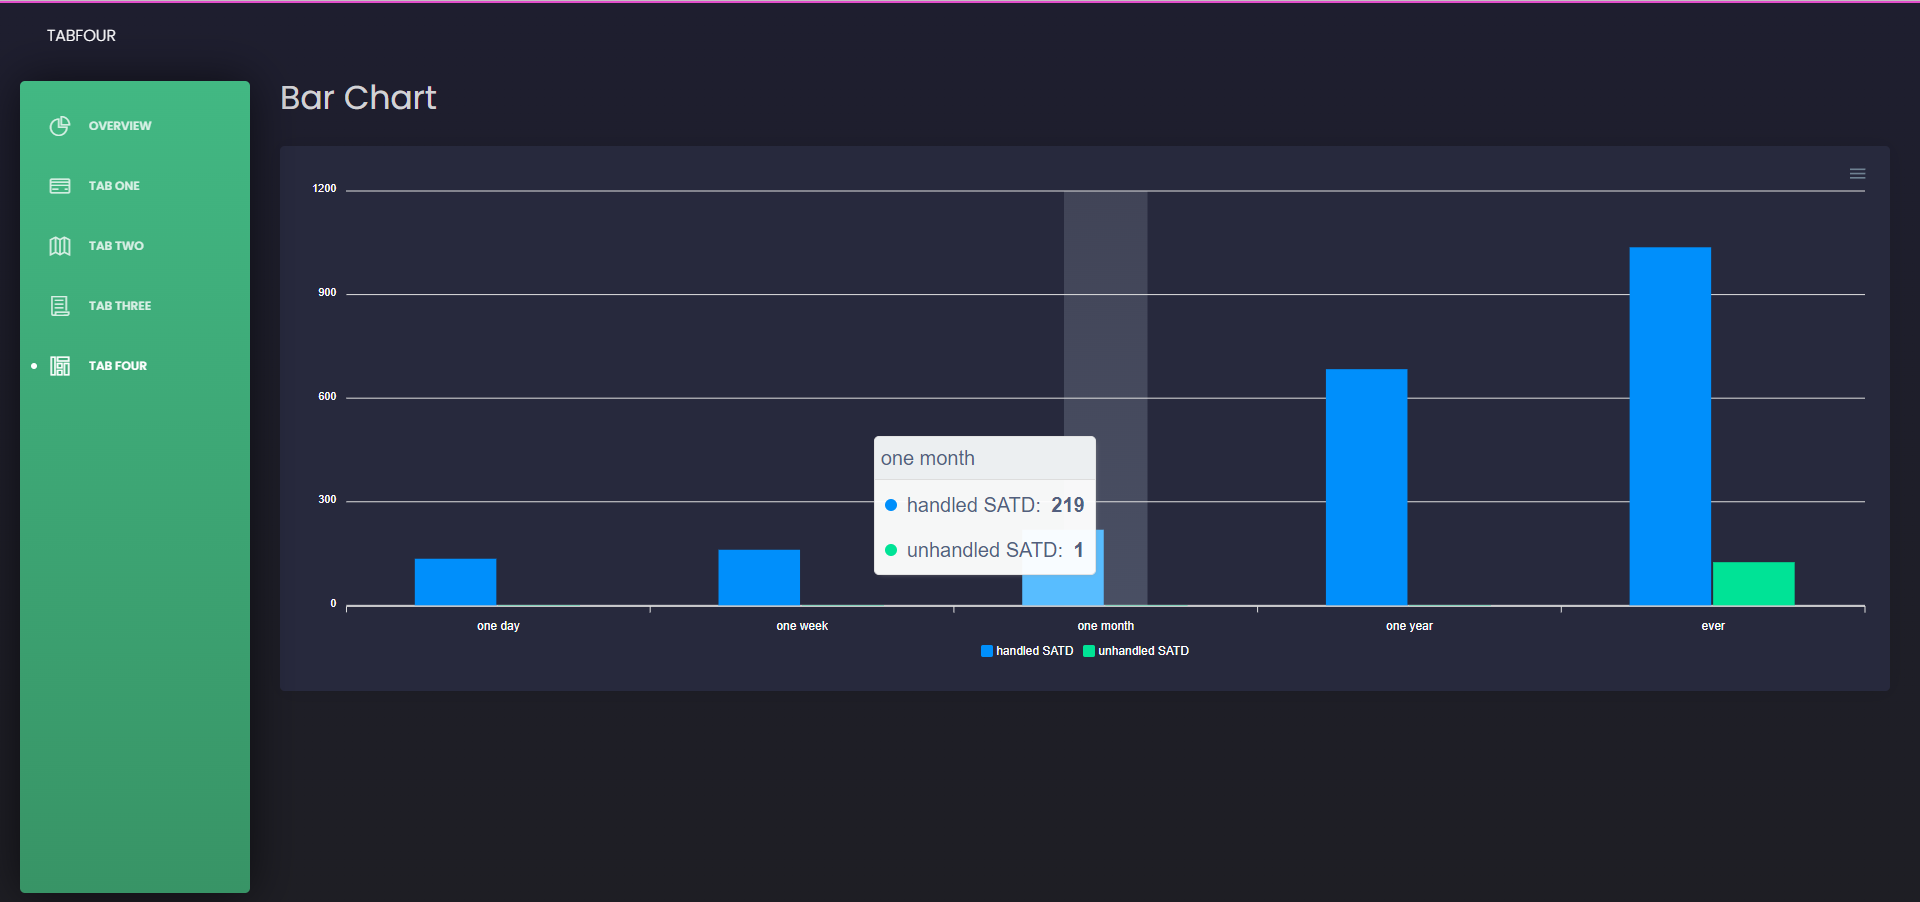 TABFOUR
OVERVIEW
TAB ONE
TAB TWO
TAB THREE
TAB FOUR
Bar Chart
1200
900
600
300
0
one month
handled SATD: 219
unhandled SATD: 1
one day one week one month one year ever
handled SATD unhandled SATD